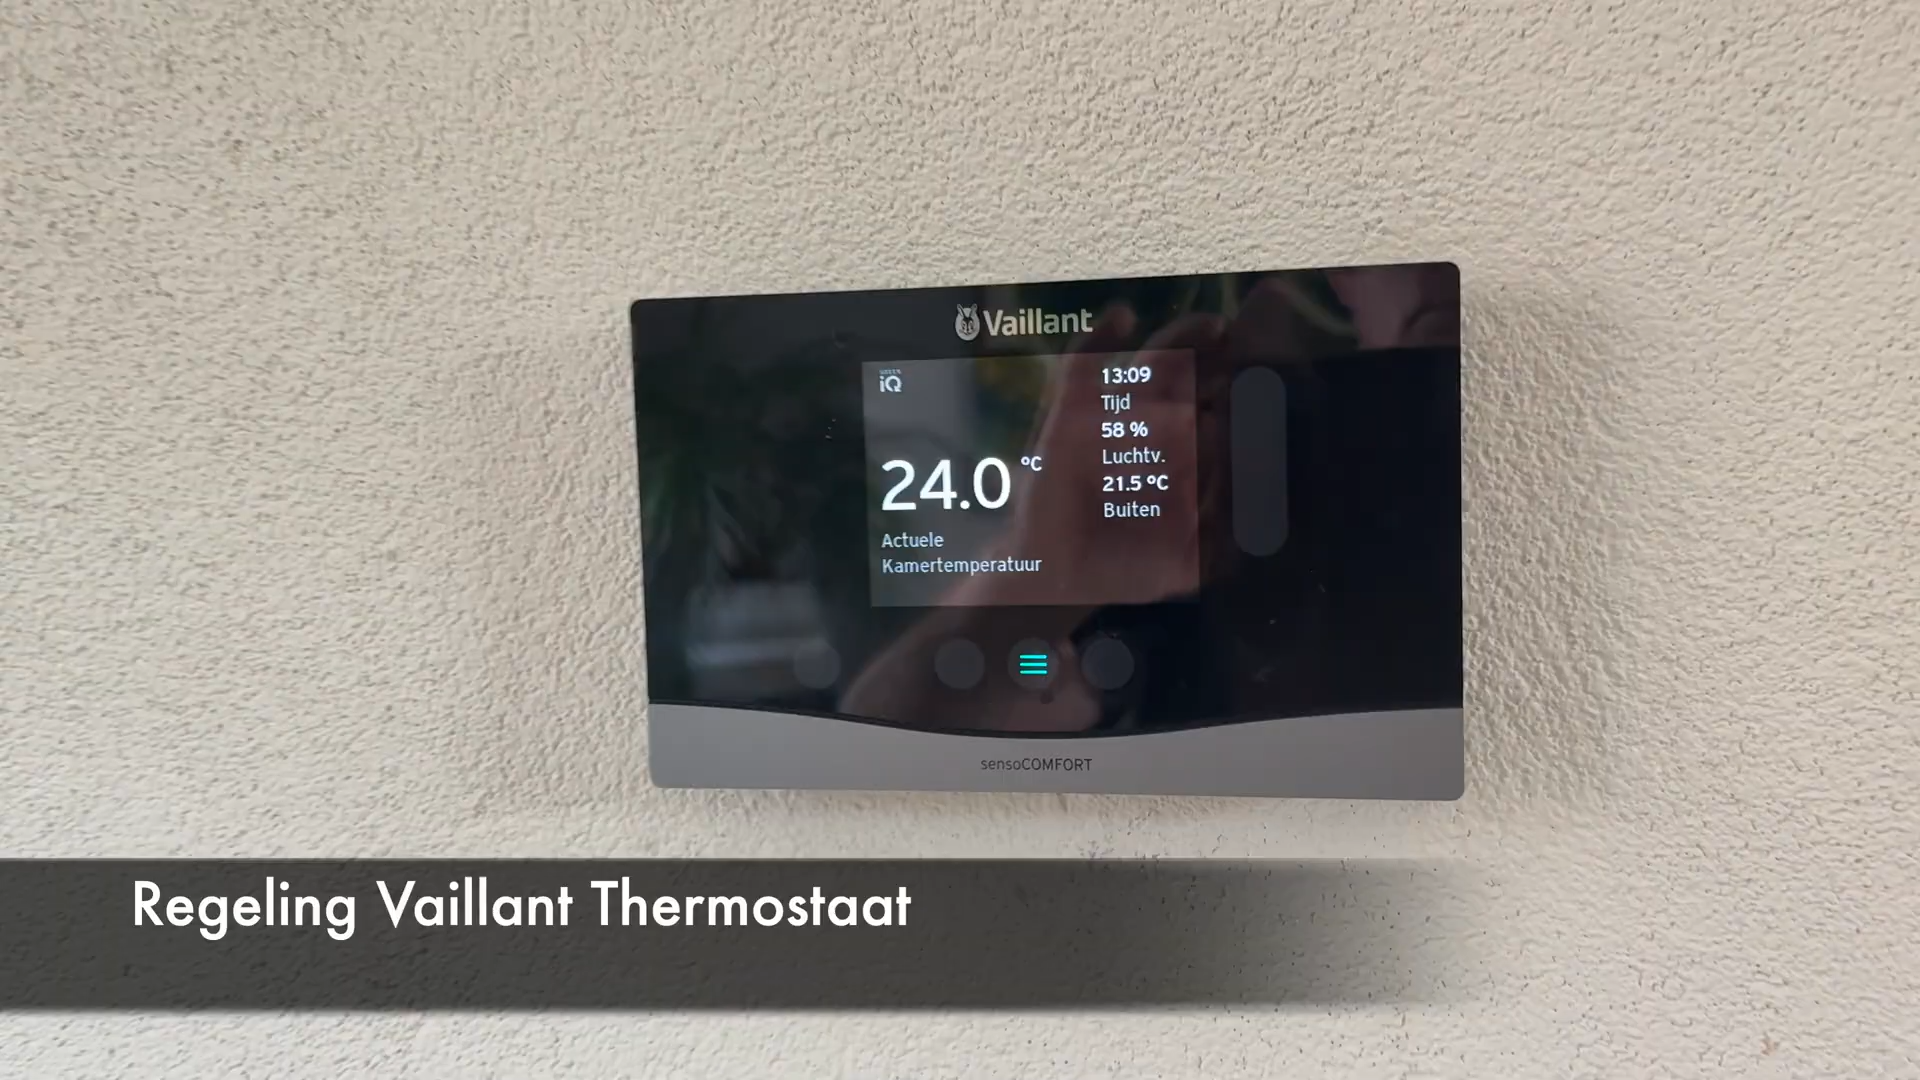 Vaillant
iQ
24.0 °C
Actuele
Kamertemperatuur
13:09
Tijd
58 %
Luchtv.
21.5 °C
Buiten
sensoCOMFORT
Regeling Vaillant Thermostaat